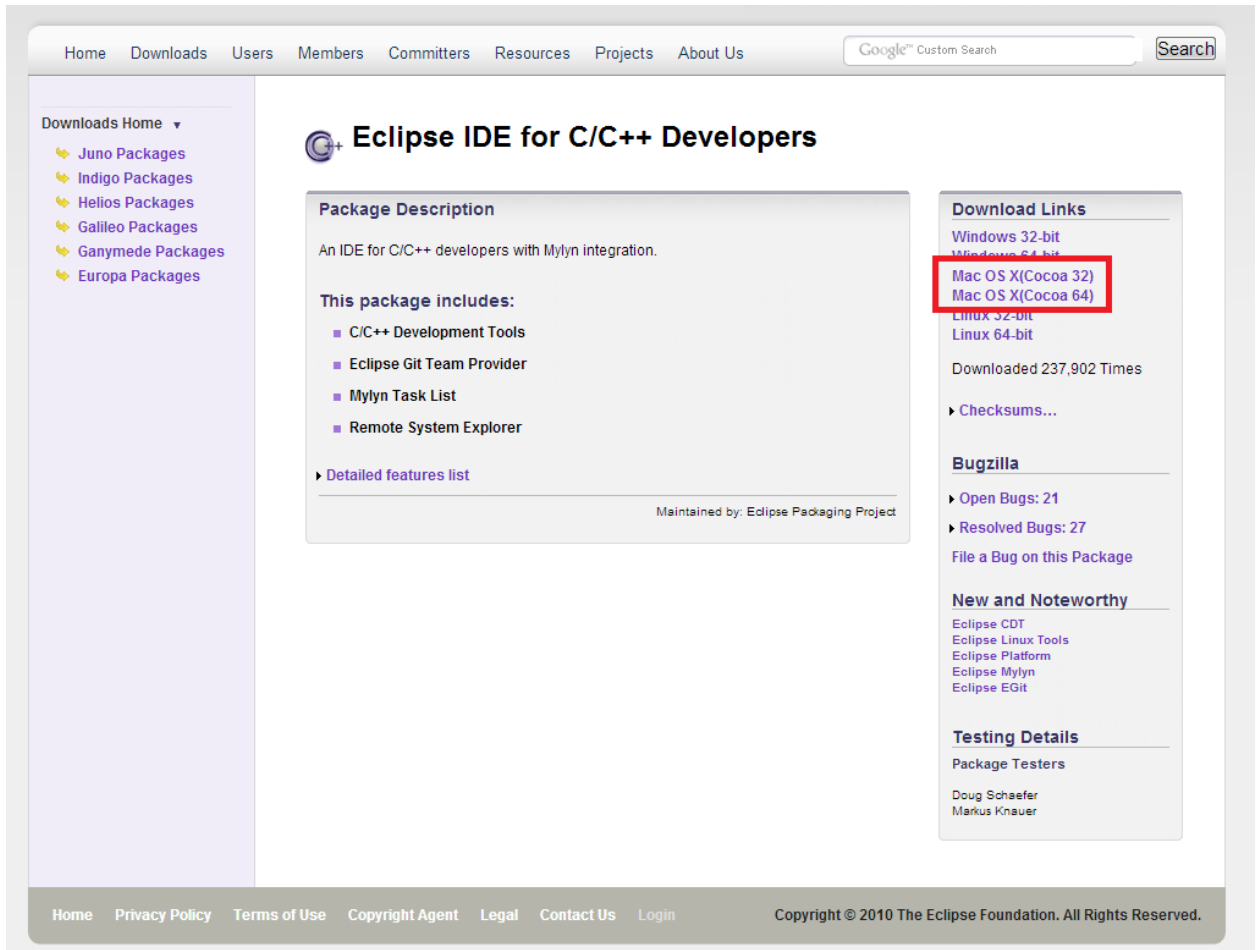 Home Downloads Users Members Committers Resources Projects About Us Google™ Custom Search Search
Downloads Home
Juno Packages
Indigo Packages
Helios Packages
Galileo Packages
Ganymede Packages
Europa Packages
C++ Eclipse IDE for C/C++ Developers
Package Description
An IDE for C/C++ developers with Mylyn integration.
This package includes:
C/C++ Development Tools
Eclipse Git Team Provider
Mylyn Task List
Remote System Explorer
Detailed features list
Maintained by: Eclipse Packaging Project
Download Links
Windows 32-bit
Windows 64-bit
Mac OS X(Cocoa 32)
Mac OS X(Cocoa 64)
Linux 32-bit
Linux 64-bit
Downloaded 237,902 Times
Checksums...
Bugzilla
Open Bugs: 21
Resolved Bugs: 27
File a Bug on this Package
New and Noteworthy
Eclipse CDT
Eclipse Linux Tools
Eclipse Platform
Eclipse Mylyn
Eclipse EGit
Testing Details
Package Testers
Doug Schaefer
Markus Knauer
Home Privacy Policy Terms of Use Copyright Agent Legal Contact Us Login Copyright © 2010 The Eclipse Foundation. All Rights Reserved.